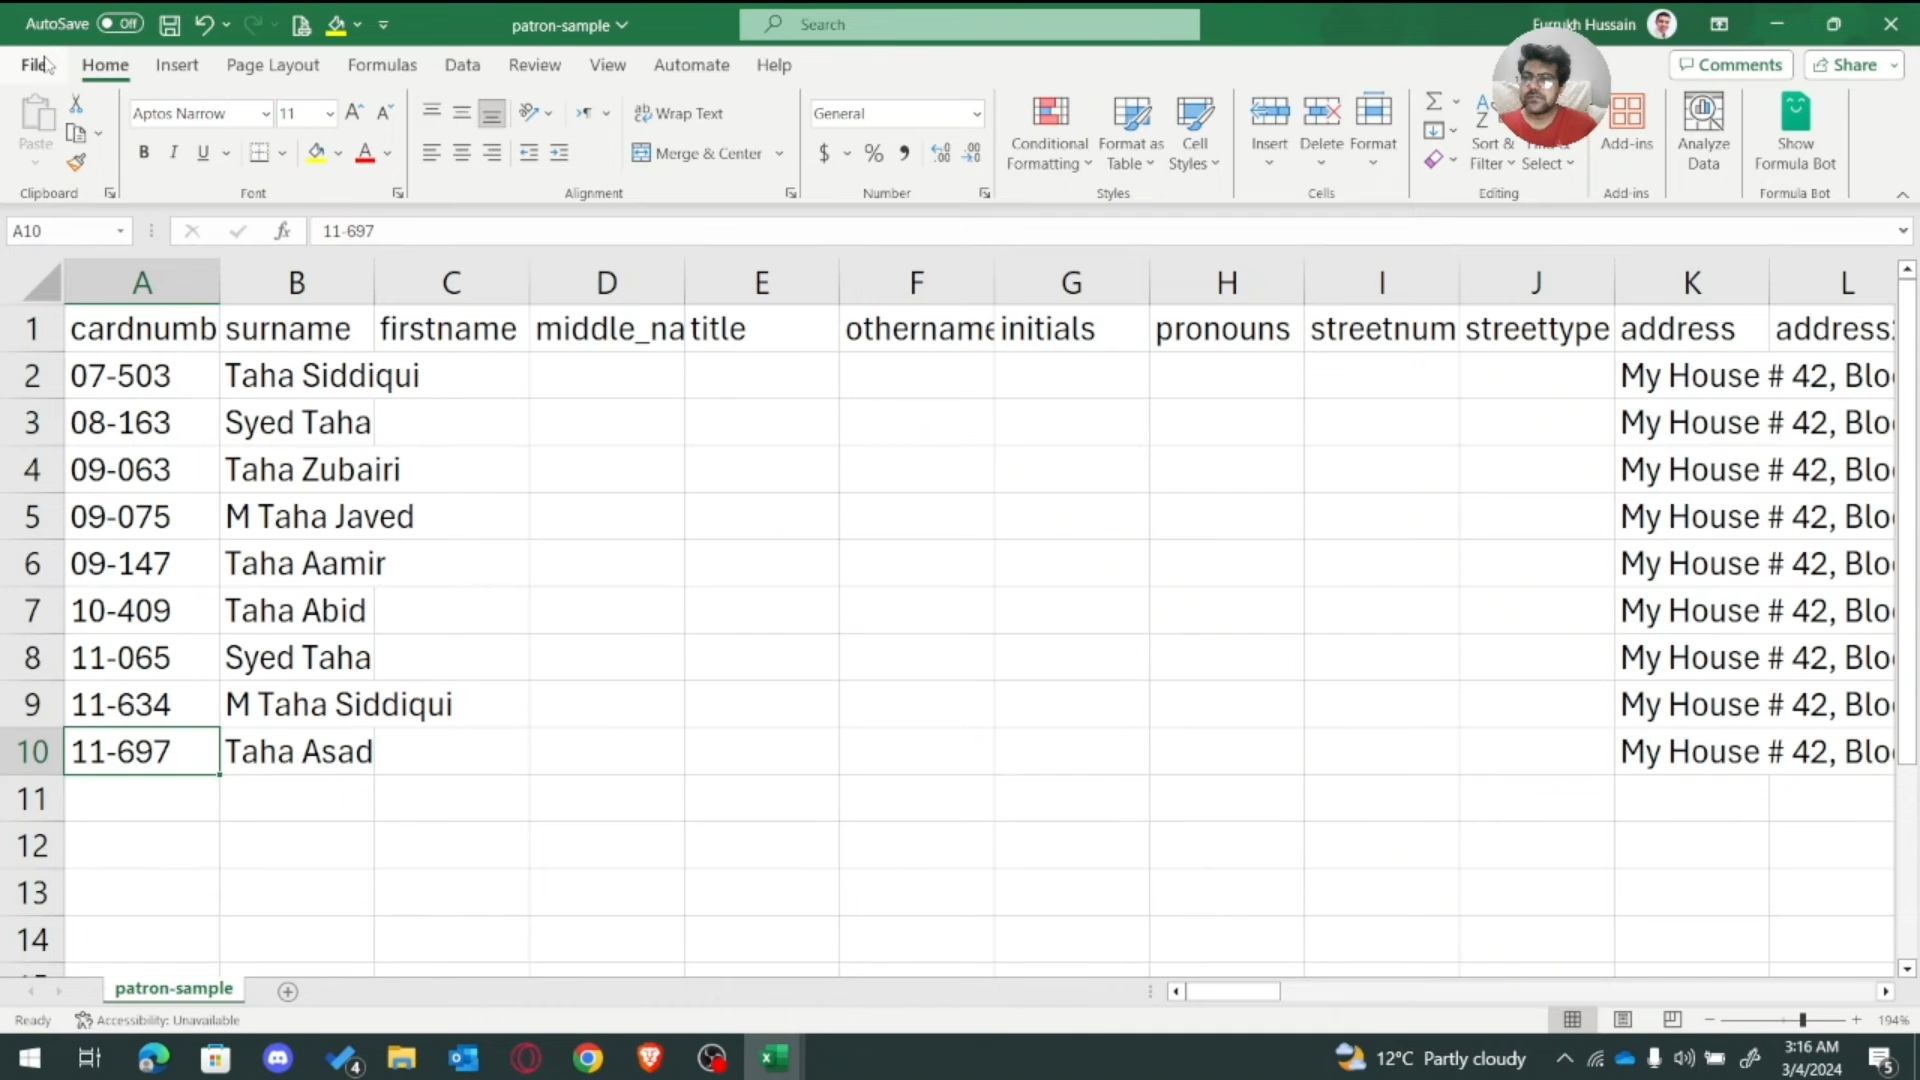 AutoSave Off patron-sample Search Furrukh Hussain
File Home Insert Page Layout Formulas Data Review View Automate Help Comments Share
Paste Aptos Narrow 11 Wrap Text General Conditional Formatting Format as Table Cell Styles Insert Delete Format Sort & Filter Select Add-ins Analyze Data Show Formula Bot
B I U Merge & Center $ %
Clipboard Font Alignment Number Styles Cells Editing Add-ins Formula Bot
A10 fx 11-697
A B C D E F G H I J K L
1 cardnumb surname firstname middle_na title othername initials pronouns streetnum streettype address address
2 07-503 Taha Siddiqui My House # 42, Blo
3 08-163 Syed Taha My House # 42, Blo
4 09-063 Taha Zubairi My House # 42, Blo
5 09-075 M Taha Javed My House # 42, Blo
6 09-147 Taha Aamir My House # 42, Blo
7 10-409 Taha Abid My House # 42, Blo
8 11-065 Syed Taha My House # 42, Blo
9 11-634 M Taha Siddiqui My House # 42, Blo
10 11-697 Taha Asad My House # 42, Blo
11
12
13
14
patron-sample
Ready Accessibility: Unavailable 194%
4 12°C Partly cloudy 3:16 AM
3/4/2024 5